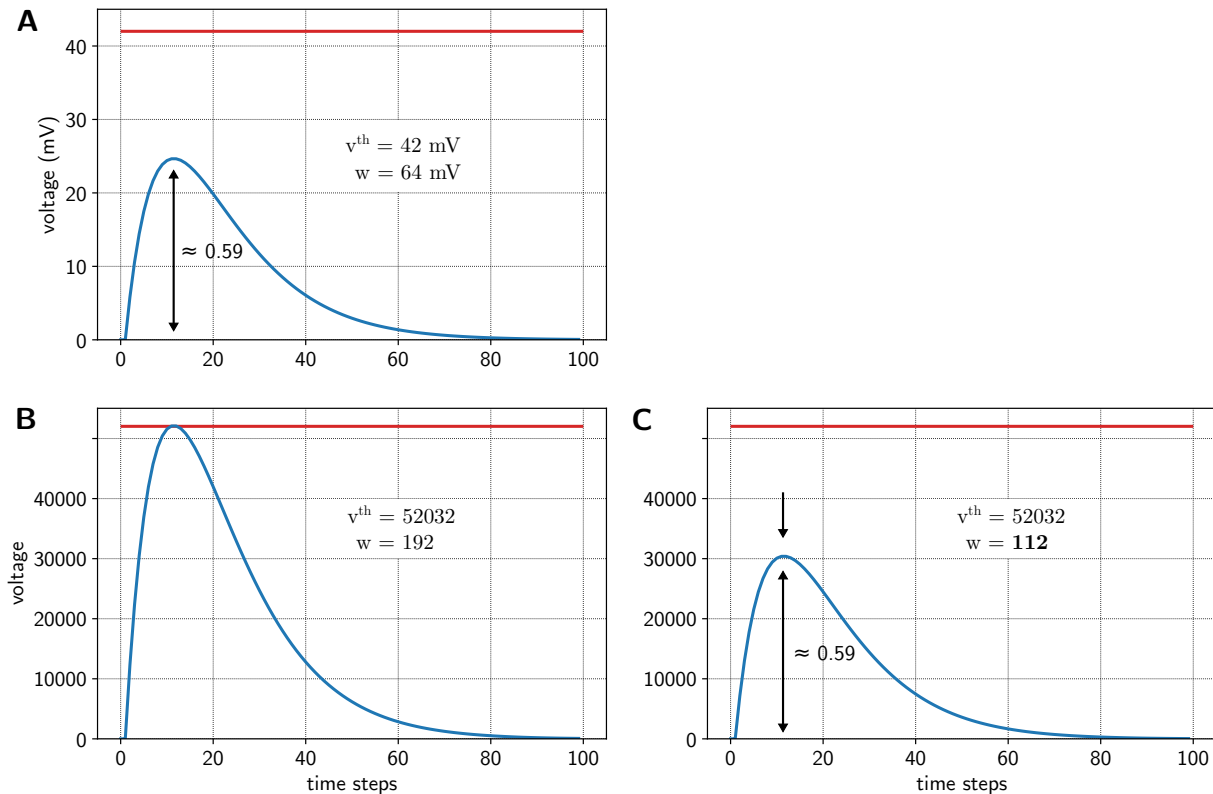 A
voltage (mV)
40
30
20
10
0
v^th = 42 mV
w = 64 mV
≈ 0.59
0 20 40 60 80 100
B
voltage
40000
30000
20000
10000
0
v^th = 52032
w = 192
0 20 40 60 80 100
time steps
C
40000
30000
20000
10000
0
v^th = 52032
w = 112
≈ 0.59
0 20 40 60 80 100
time steps